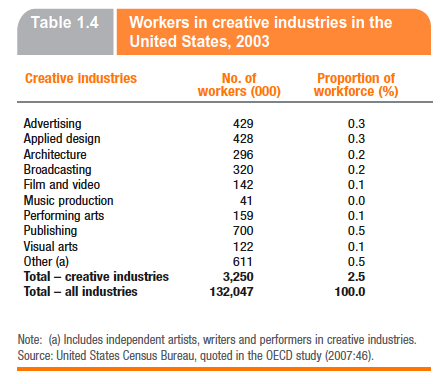 Table 1.4
Workers in creative industries in the
United States, 2003
Creative industries No. of Proportion of
workers (000) workforce (%)
Advertising 429 0.3
Applied design 428 0.3
Architecture 296 0.2
Broadcasting 320 0.2
Film and video 142 0.1
Music production 41 0.0
Performing arts 159 0.1
Publishing 700 0.5
Visual arts 122 0.1
Other (a) 611 0.5
Total – creative industries 3,250 2.5
Total – all industries 132,047 100.0
Note: (a) Includes independent artists, writers and performers in creative industries.
Source: United States Census Bureau, quoted in the OECD study (2007:46).